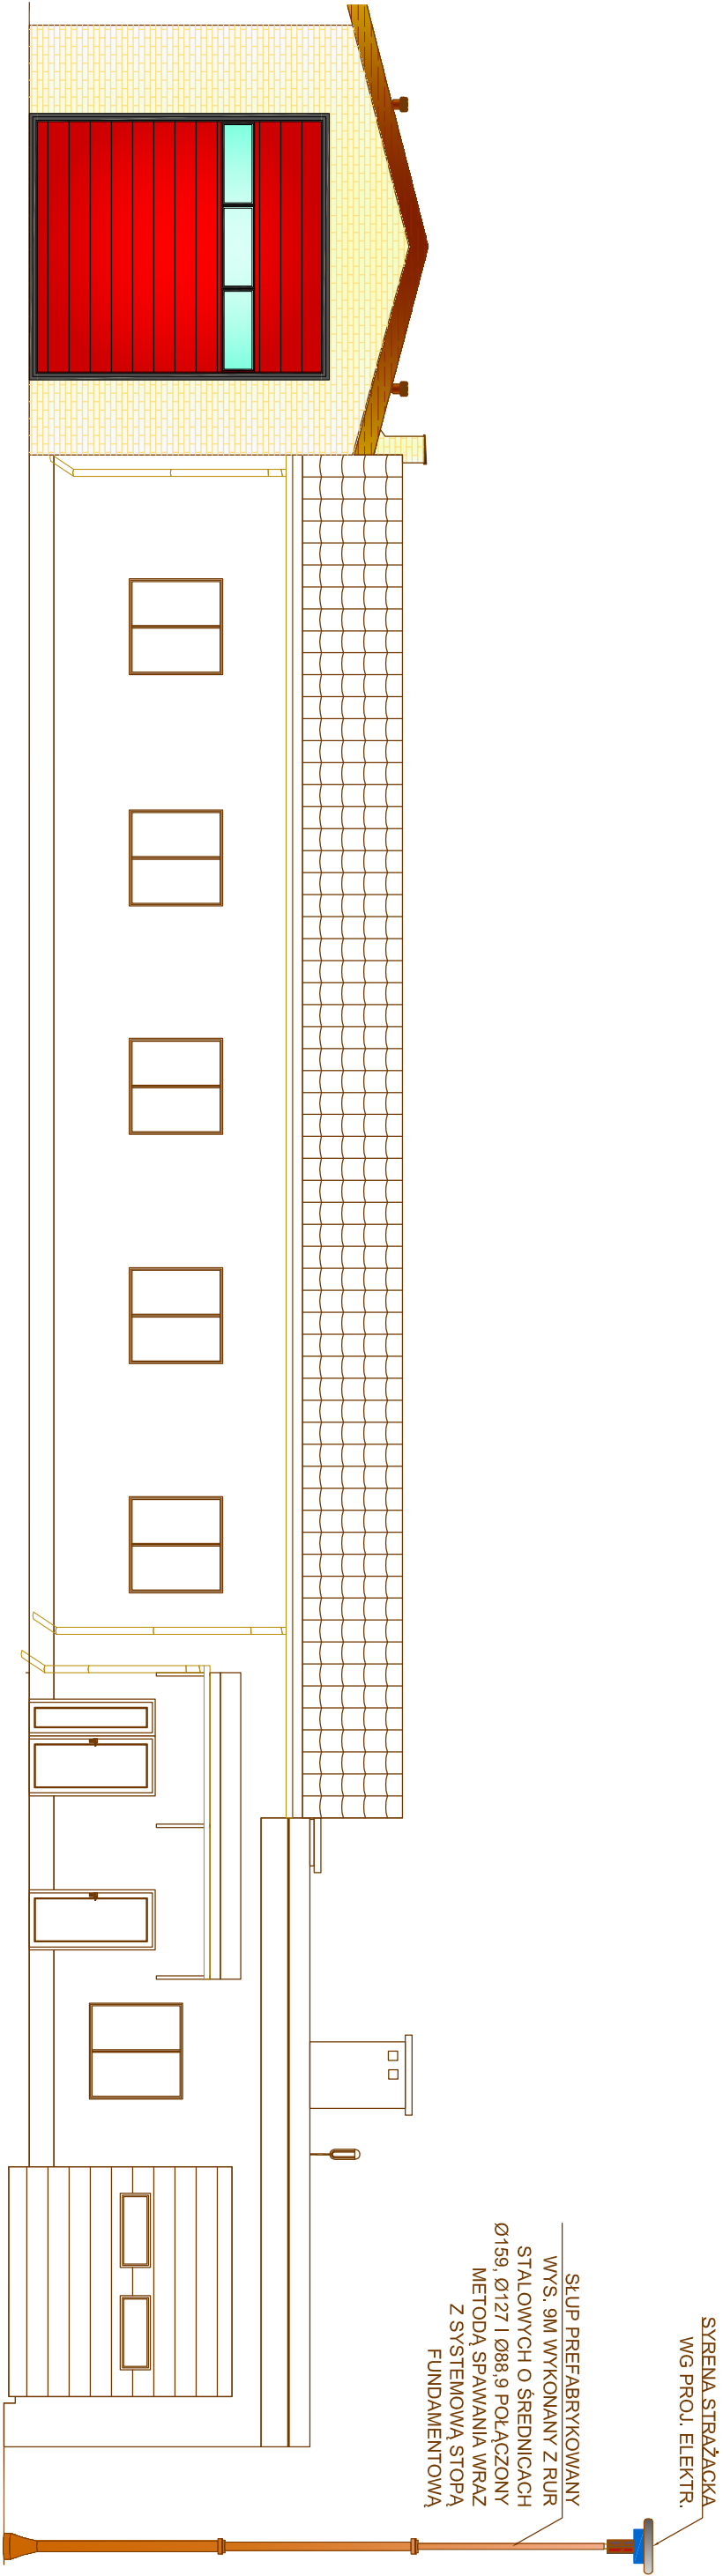 SYRENA STRAŻACKA
WG PROJ. ELEKTR.
SŁUP PREFABRYKOWANY
WYS. 9M WYKONANY Z RUR
STALOWYCH O ŚREDNICACH
Ø159, Ø127 I Ø88,9 POŁĄCZONY
METODĄ SPAWANIA WRAZ
Z SYSTEMOWĄ STOPĄ
FUNDAMENTOWĄ